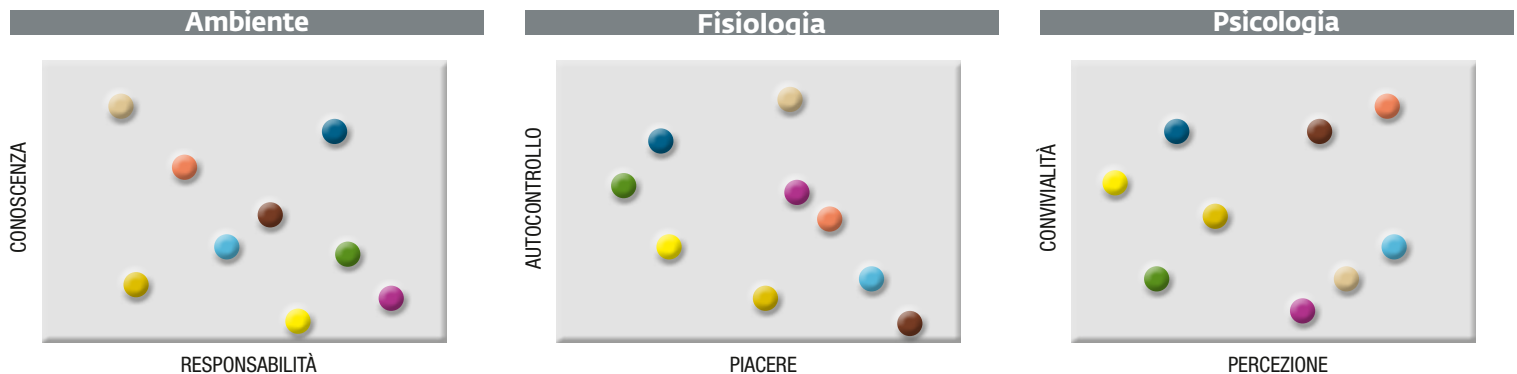 Ambiente
CONOSCENZA
RESPONSABILITÀ
Fisiologia
AUTOCONTROLLO
PIACERE
Psicologia
CONVIVIALITÀ
PERCEZIONE